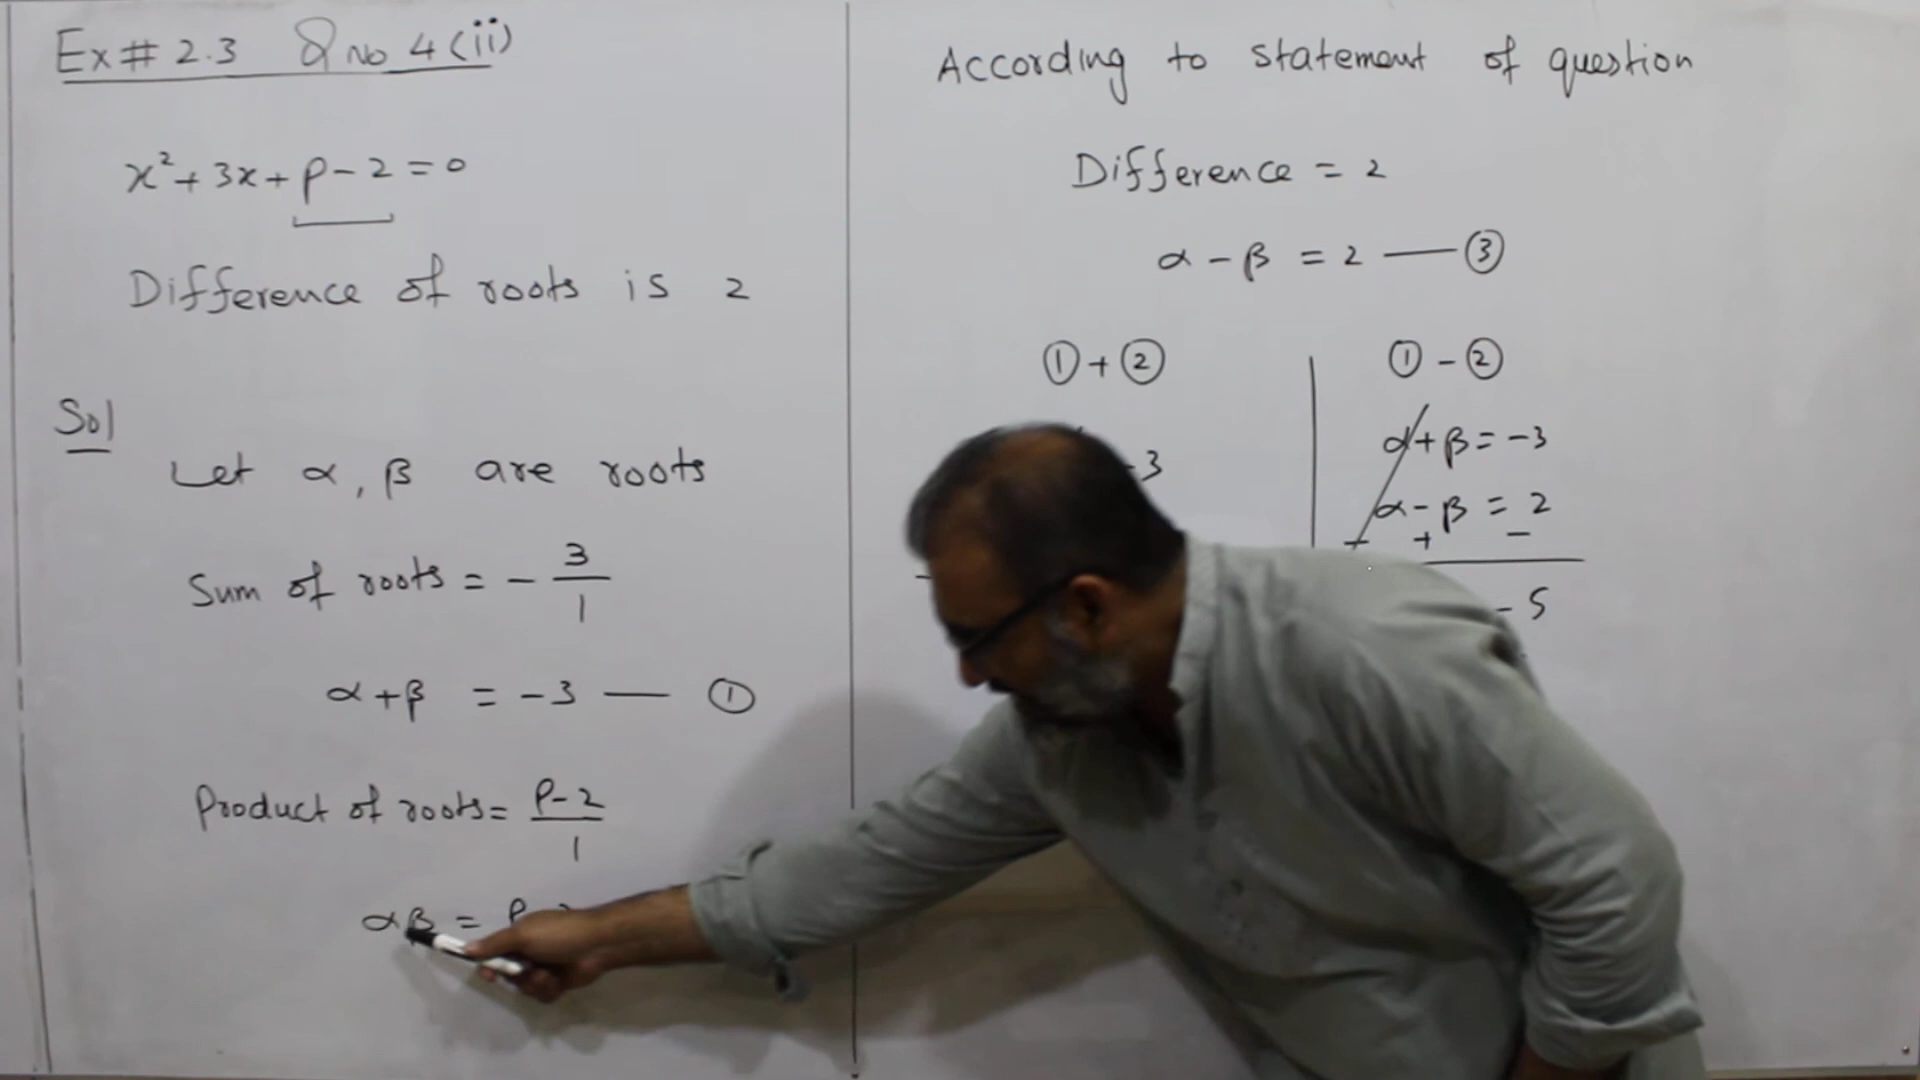 Ex# 2.3 Q No 4(ii)
x² + 3x + p - 2 = 0
Difference of roots is 2
Sol
Let α, β are roots
Sum of roots = - 3/1
α + β = -3 — ①
Product of roots = P-2/1
αβ = P
According to statement of question
Difference = 2
α - β = 2 — ③
① + ②
-3
① - ②
α + β = -3
α - β = 2
- + -
-5